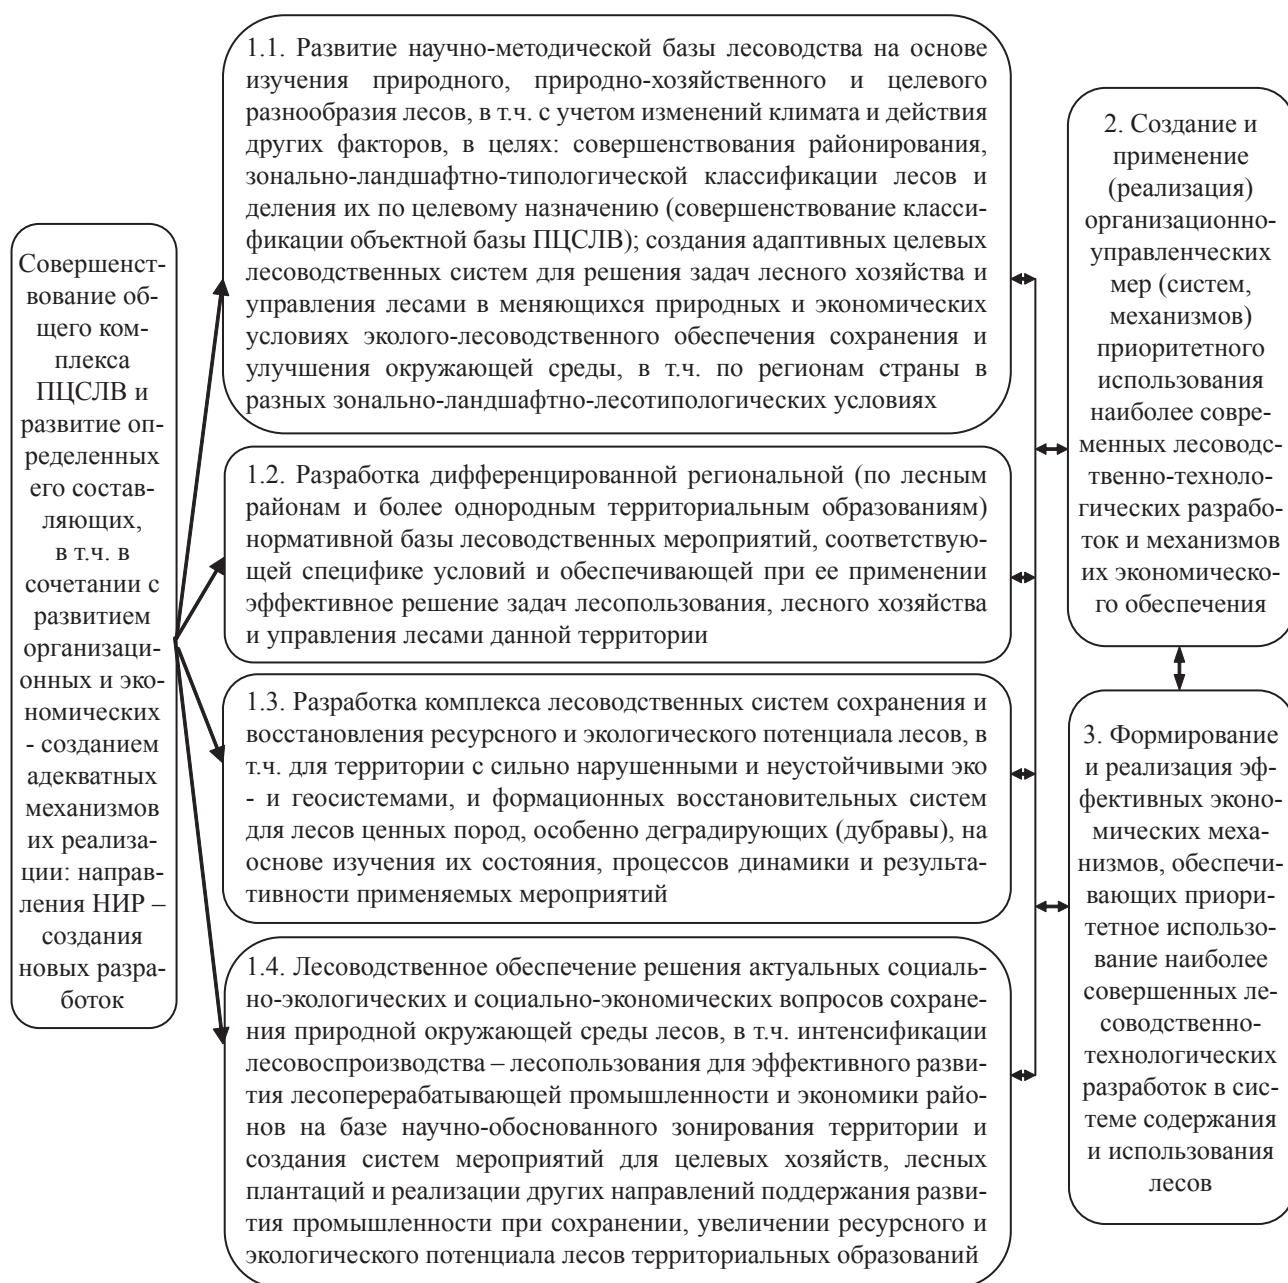 Совершенст-
вование об-
щего ком-
плекса
ПЦСЛВ и
развитие оп-
ределенных
его состав-
ляющих,
в т.ч. в
сочетании с
развитием
организаци-
онных и эко-
номических
- созданием
адекватных
механизмов
их реализа-
ции: направ-
ления НИР –
создания
новых разра-
боток
1.1. Развитие научно-методической базы лесоводства на основе
изучения природного, природно-хозяйственного и целевого
разнообразия лесов, в т.ч. с учетом изменений климата и действия
других факторов, в целях: совершенствования районирования,
зонально-ландшафтно-типологической классификации лесов и
деления их по целевому назначению (совершенствование класси-
фикации объектной базы ПЦСЛВ); создания адаптивных целевых
лесоводственных систем для решения задач лесного хозяйства и
управления лесами в меняющихся природных и экономических
условиях эколого-лесоводственного обеспечения сохранения и
улучшения окружающей среды, в т.ч. по регионам страны в
разных зонально-ландшафтно-лесотипологических условиях
1.2. Разработка дифференцированной региональной (по лесным
районам и более однородным территориальным образованиям)
нормативной базы лесоводственных мероприятий, соответствую-
щей специфике условий и обеспечивающей при ее применении
эффективное решение задач лесопользования, лесного хозяйства
и управления лесами данной территории
1.3. Разработка комплекса лесоводственных систем сохранения и
восстановления ресурсного и экологического потенциала лесов, в
т.ч. для территории с сильно нарушенными и неустойчивыми эко
- и геосистемами, и формационных восстановительных систем
для лесов ценных пород, особенно деградирующих (дубравы), на
основе изучения их состояния, процессов динамики и результа-
тивности применяемых мероприятий
1.4. Лесоводственное обеспечение решения актуальных социаль-
но-экологических и социально-экономических вопросов сохране-
ния природной окружающей среды лесов, в т.ч. интенсификации
лесовоспроизводства – лесопользования для эффективного разви-
тия лесоперерабатывающей промышленности и экономики райо-
нов на базе научно-обоснованного зонирования территории и
создания систем мероприятий для целевых хозяйств, лесных
плантаций и реализации других направлений поддержания разви-
тия промышленности при сохранении, увеличении ресурсного и
экологического потенциала лесов территориальных образований
2. Создание и
применение
(реализация)
организационно-
управленческих
мер (систем,
механизмов)
приоритетного
использования
наиболее совре-
менных лесоводс-
твенно-техноло-
гических разрабо-
ток и механизмов
их экономическо-
го обеспечения
3. Формирование
и реализация эф-
фективных эконо-
мических меха-
низмов, обеспечи-
вающих приори-
тетное использо-
вание наиболее
совершенных ле-
соводственно-
технологических
разработок в сис-
теме содержания
и использования
лесов